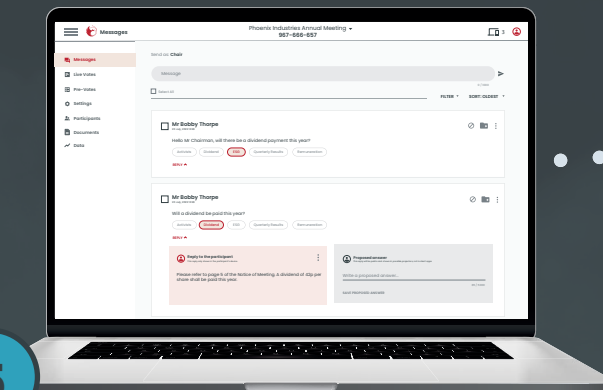 Messages
Phoenix Industries Annual Meeting
967-666-657
3
Messages
Live Votes
Pre-Votes
Settings
Participants
Documents
Data
Send as: Chair
Message
Select All
FILTER
SORT: OLDEST
Mr Bobby Thorpe
Hello Mr Chairman, will there be a dividend payment this year?
Activists
Dividend
ESG
Quarterly Results
Remuneration
REPLY
Mr Bobby Thorpe
Will a dividend be paid this year?
Activists
Dividend
ESG
Quarterly Results
Remuneration
REPLY
Reply to the participant
Please refer to page 5 of the Notice of Meeting, a dividend of 42p per
share shall be paid this year.
Proposed answer
Write a proposed answer...
SAVE PROPOSED ANSWER